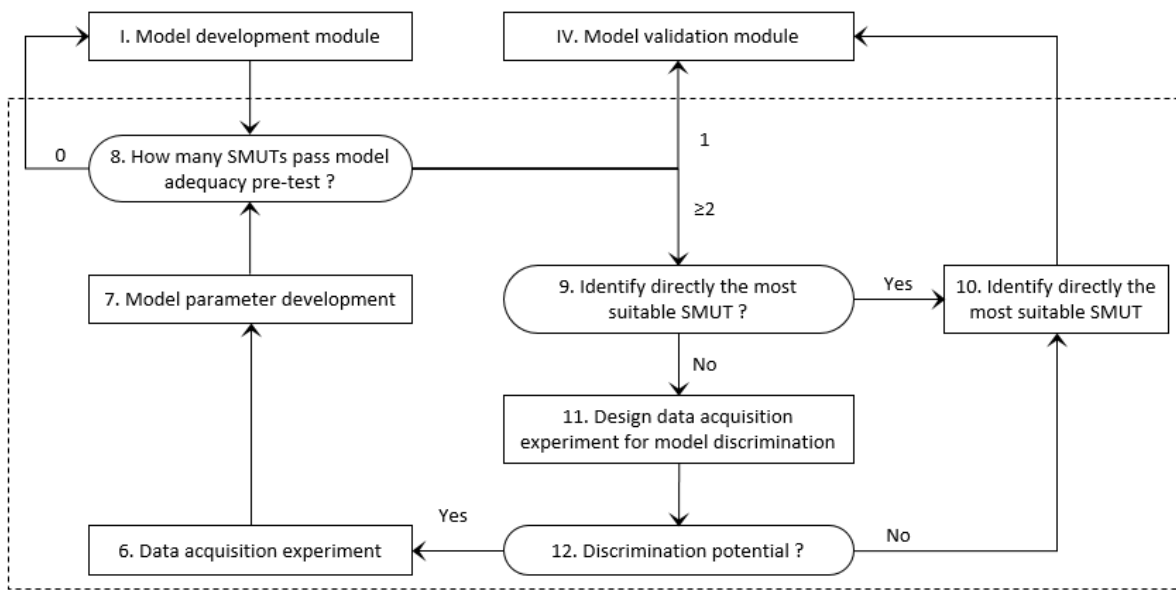 I. Model development module
IV. Model validation module
0
8. How many SMUTs pass model
adequacy pre-test ?
1
≥2
7. Model parameter development
9. Identify directly the most
suitable SMUT ?
Yes
10. Identify directly the
most suitable SMUT
No
11. Design data acquisition
experiment for model discrimination
6. Data acquisition experiment
Yes
12. Discrimination potential ?
No